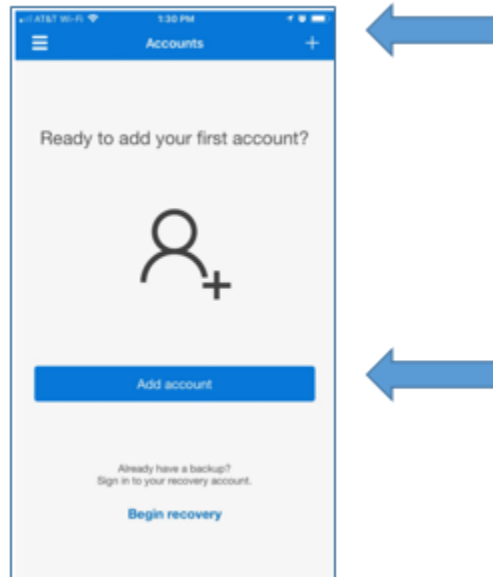 AT&T Wi-Fi 1:30 PM
Accounts +
Ready to add your first account?
Add account
Already have a backup?
Sign in to your recovery account.
Begin recovery